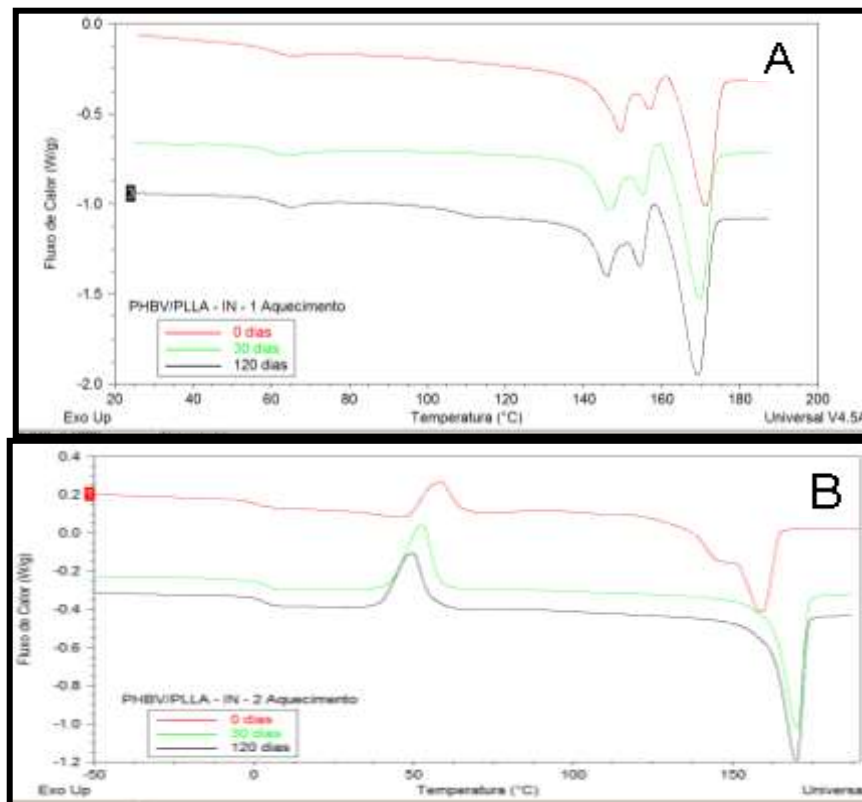 A
0.0
-0.5
-1.0
-1.5
-2.0
Fluxo de Calor (W/g)
PHBV/PLLA - IN - 1 Aquecimento
0 dias
30 dias
120 dias
20 40 60 80 100 120 140 160 180 200
Exo Up Temperatura (°C) Universal V4.5A
B
0.4
0.2
0.0
-0.2
-0.4
-0.6
-0.8
-1.0
-1.2
Fluxo de Calor (W/g)
PHBV/PLLA - IN - 2 Aquecimento
0 dias
30 dias
120 dias
-50 0 50 100 150
Exo Up Temperatura (°C) Universa